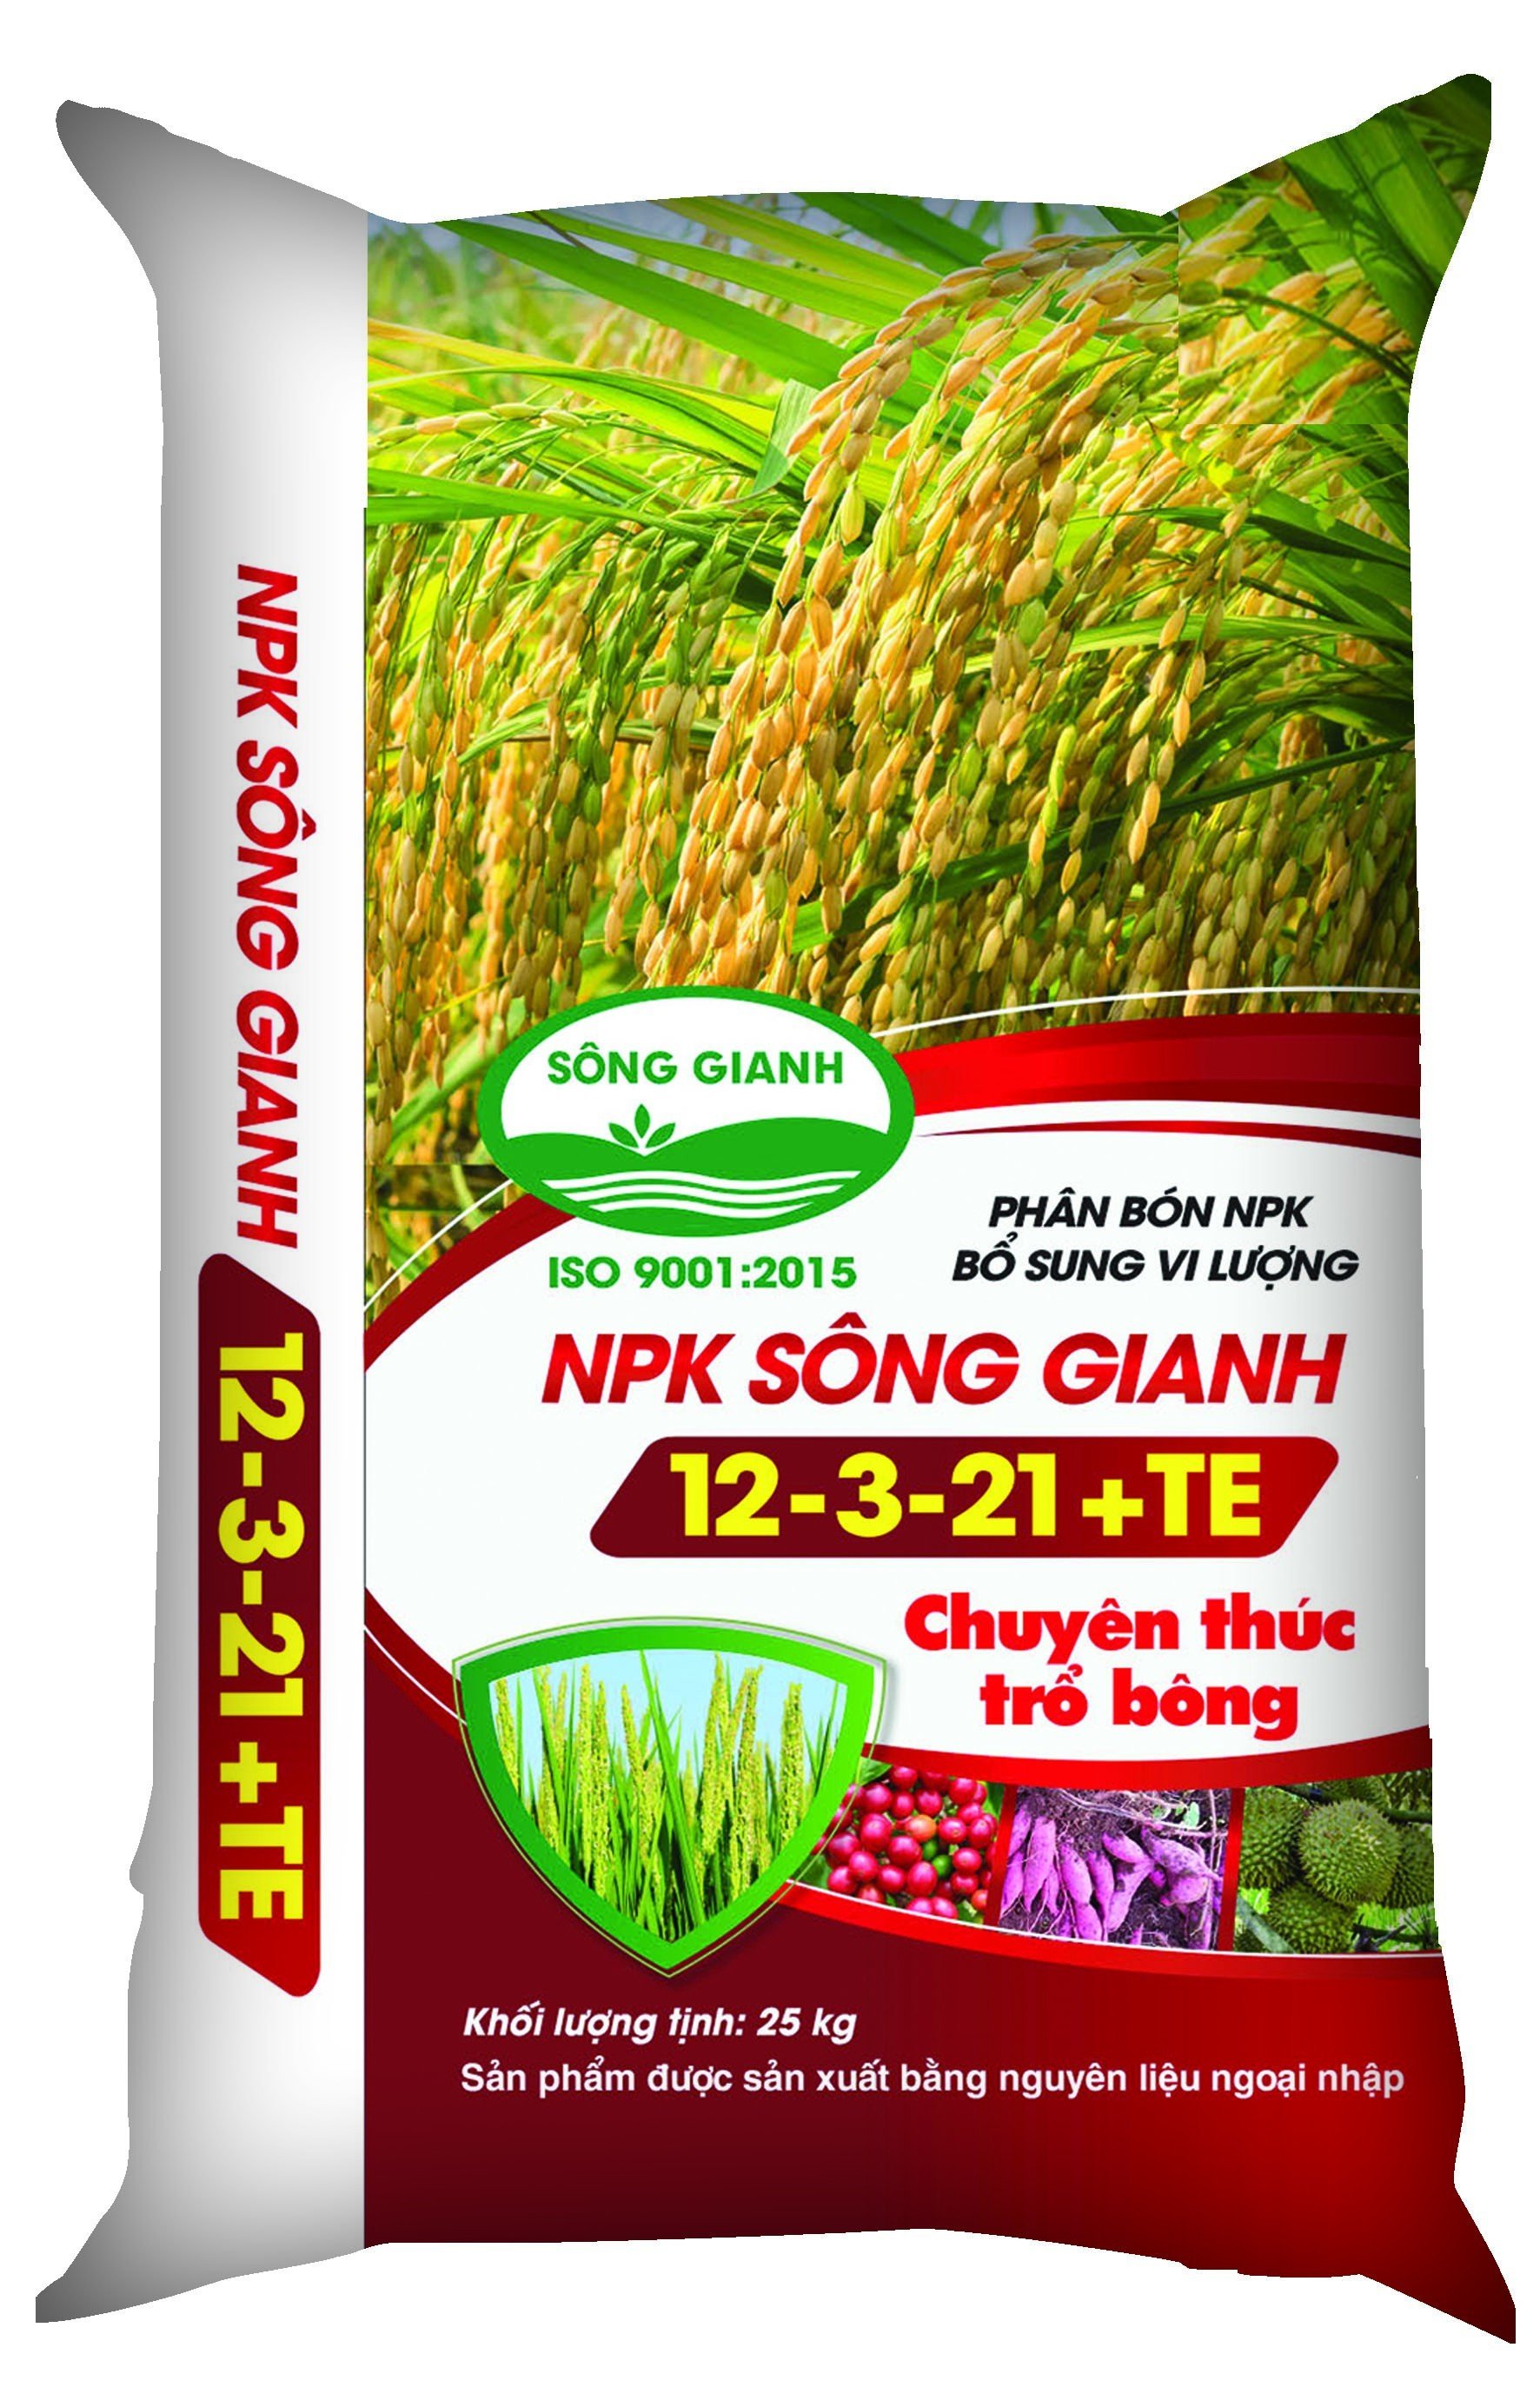 NPK SÔNG GIANH
12-3-21+TE
SÔNG GIANH
ISO 9001:2015
PHÂN BÓN NPK
BỔ SUNG VI LƯỢNG
NPK SÔNG GIANH
12-3-21+TE
Chuyên thúc
trổ bông
Khối lượng tịnh: 25 kg
Sản phẩm được sản xuất bằng nguyên liệu ngoại nhập